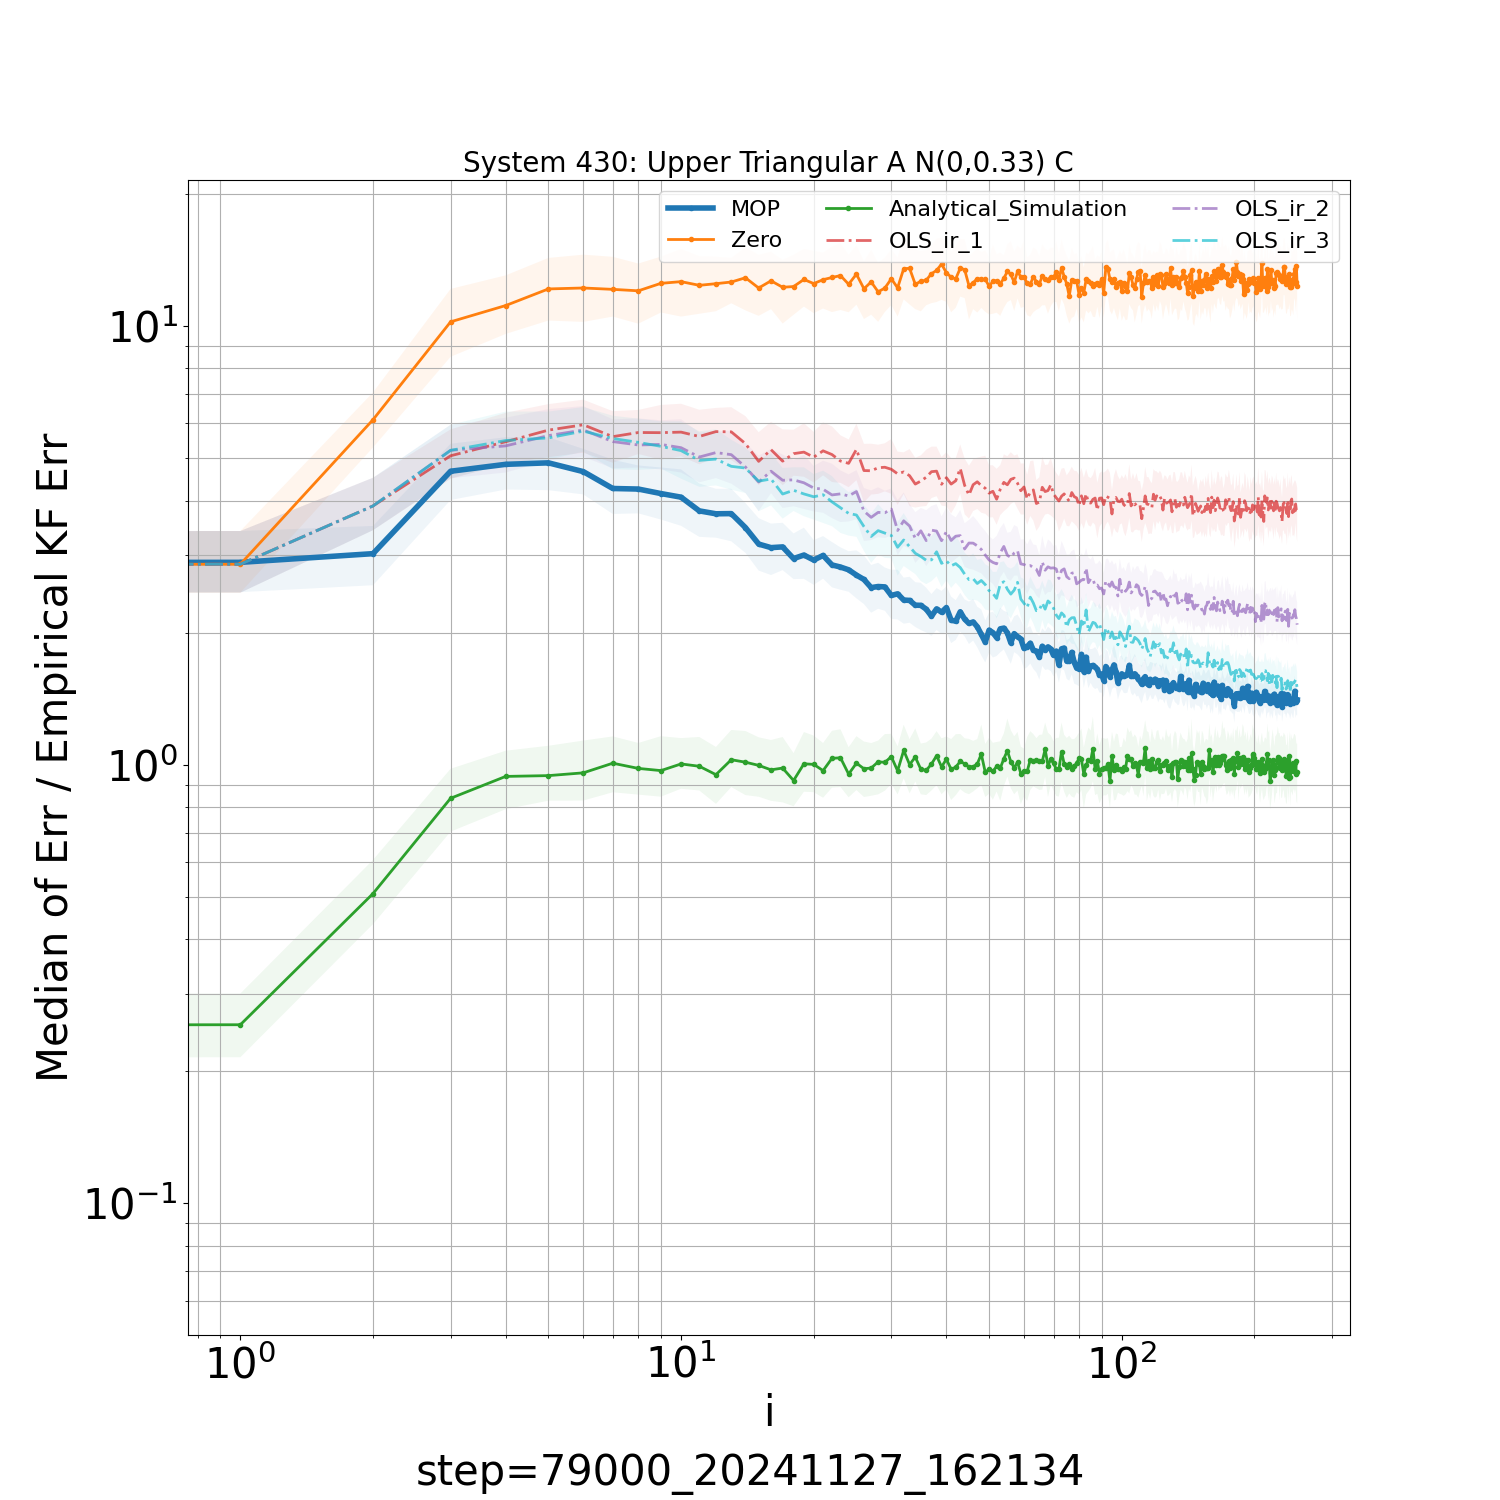 System 430: Upper Triangular A N(0,0.33) C
MOP
Zero
Analytical_Simulation
OLS_ir_1
OLS_ir_2
OLS_ir_3
Median of Err / Empirical KF Err
10¹
10⁰
10⁻¹
10⁰ 10¹ 10²
i
step=79000_20241127_162134